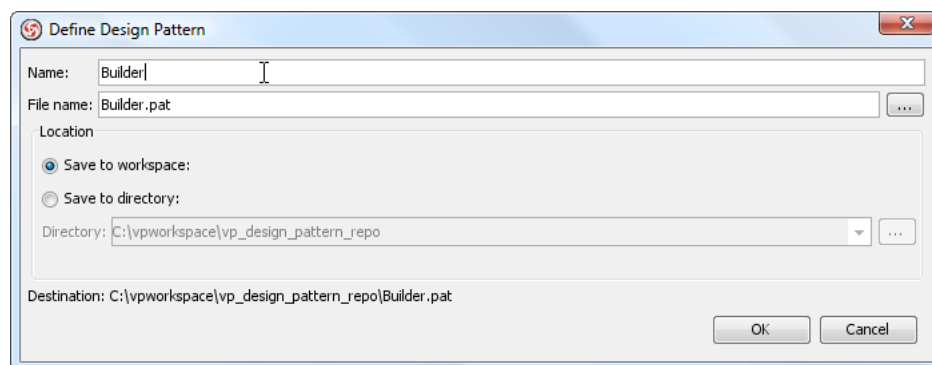 Define Design Pattern
Name: Builder
File name: Builder.pat ...
Location
Save to workspace:
Save to directory:
Directory: C:\vpworkspace\vp_design_pattern_repo ...
Destination: C:\vpworkspace\vp_design_pattern_repo\Builder.pat
OK Cancel